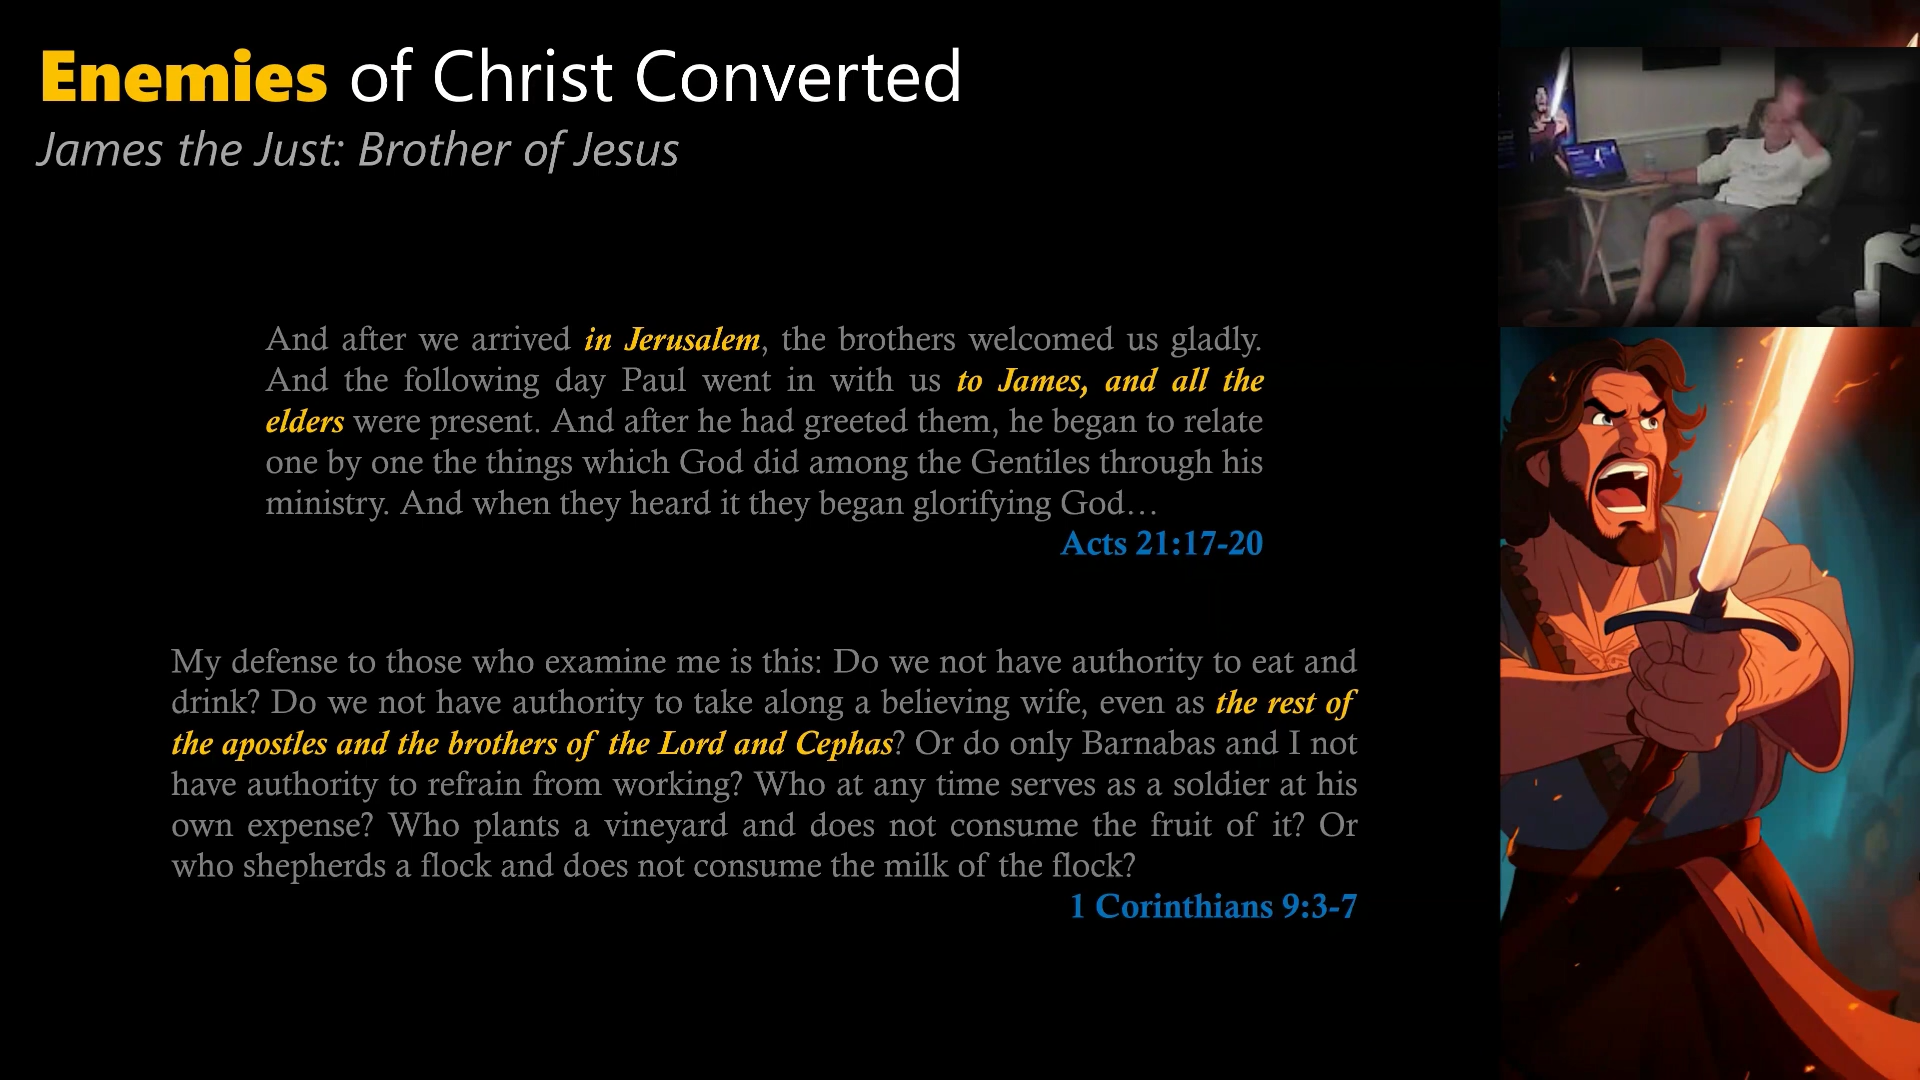 Enemies of Christ Converted
James the Just: Brother of Jesus
And after we arrived in Jerusalem, the brothers welcomed us gladly.
And the following day Paul went in with us to James, and all the
elders were present. And after he had greeted them, he began to relate
one by one the things which God did among the Gentiles through his
ministry. And when they heard it they began glorifying God…
Acts 21:17-20
My defense to those who examine me is this: Do we not have authority to eat and
drink? Do we not have authority to take along a believing wife, even as the rest of
the apostles and the brothers of the Lord and Cephas? Or do only Barnabas and I not
have authority to refrain from working? Who at any time serves as a soldier at his
own expense? Who plants a vineyard and does not consume the fruit of it? Or
who shepherds a flock and does not consume the milk of the flock?
1 Corinthians 9:3-7